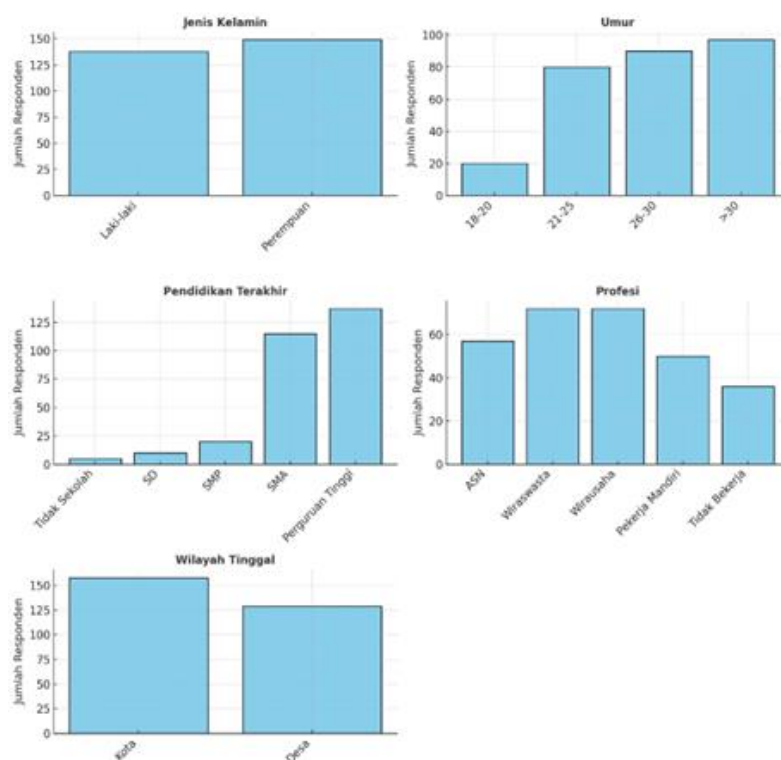 Jenis Kelamin
Jumlah Responden
150
125
100
75
50
25
0
Laki-laki
Perempuan
Umur
Jumlah Responden
100
80
60
40
20
0
18-20
21-25
26-30
>30
Pendidikan Terakhir
Jumlah Responden
125
100
75
50
25
0
Tidak Sekolah
SD
SMP
SMA
Perguruan Tinggi
Profesi
Jumlah Responden
60
40
20
0
ASN
Wiraswasta
Wirausaha
Pekerja Mandiri
Tidak Bekerja
Wilayah Tinggal
Jumlah Responden
150
125
100
75
50
25
0
Kota
Desa